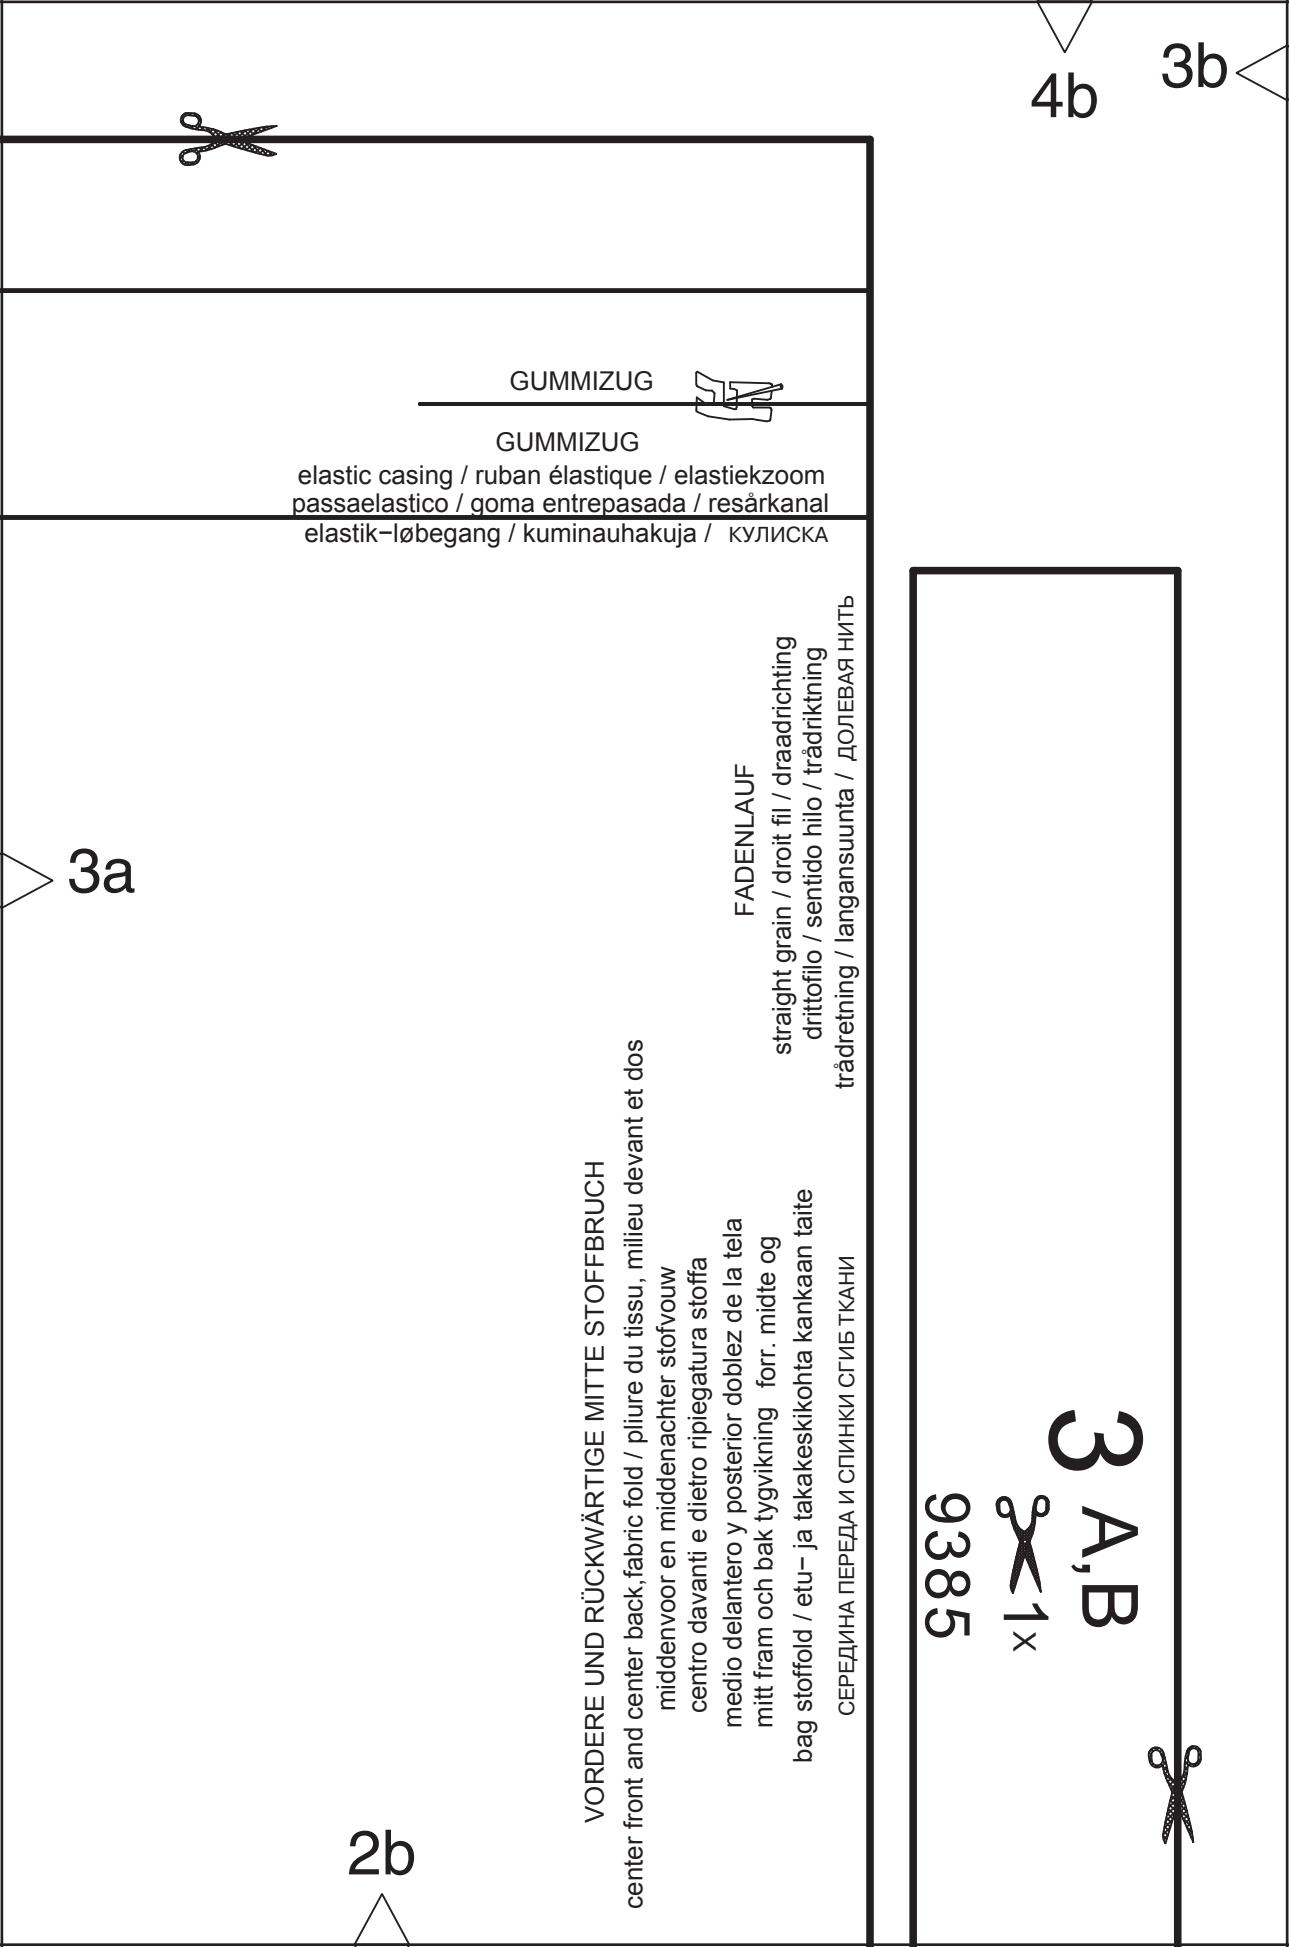 4b
3b
GUMMIZUG
GUMMIZUG
elastic casing / ruban élastique / elastiekzoom
passaelastico / goma entrepasada / resårkanal
elastik−løbegang / kuminauhakuja / КУЛИСКА
3a
FADENLAUF
straight grain / droit fil / draadrichting
drittofilo / sentido hilo / trådriktning
trådretning / langansuunta / ДОЛЕВАЯ НИТЬ
VORDERE UND RÜCKWÄRTIGE MITTE STOFFBRUCH
center front and center back,fabric fold / pliure du tissu, milieu devant et dos
middenvoor en middenachter stofvouw
centro davanti e dietro ripiegatura stoffa
medio delantero y posterior doblez de la tela
mitt fram och bak tygvikning forr. midte og
bag stoffold / etu− ja takakeskikohta kankaan taite
СЕРЕДИНА ПЕРЕДА И СПИНКИ СГИБ ТКАНИ
3 A,B
1x
9385
2b